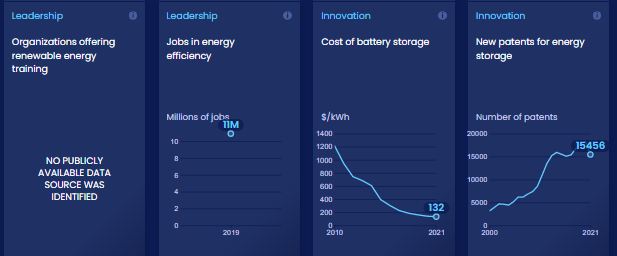 Leadership
Organizations offering
renewable energy
training
NO PUBLICLY
AVAILABLE DATA
SOURCE WAS
IDENTIFIED
Leadership
Jobs in energy
efficiency
Millions of jobs
11M
10
8
6
4
2
0
2019
Innovation
Cost of battery storage
$/kWh
1400
1200
1000
800
600
400
200
0
132
2010
2021
Innovation
New patents for energy
storage
Number of patents
20000
15456
15000
10000
5000
0
2000
2021